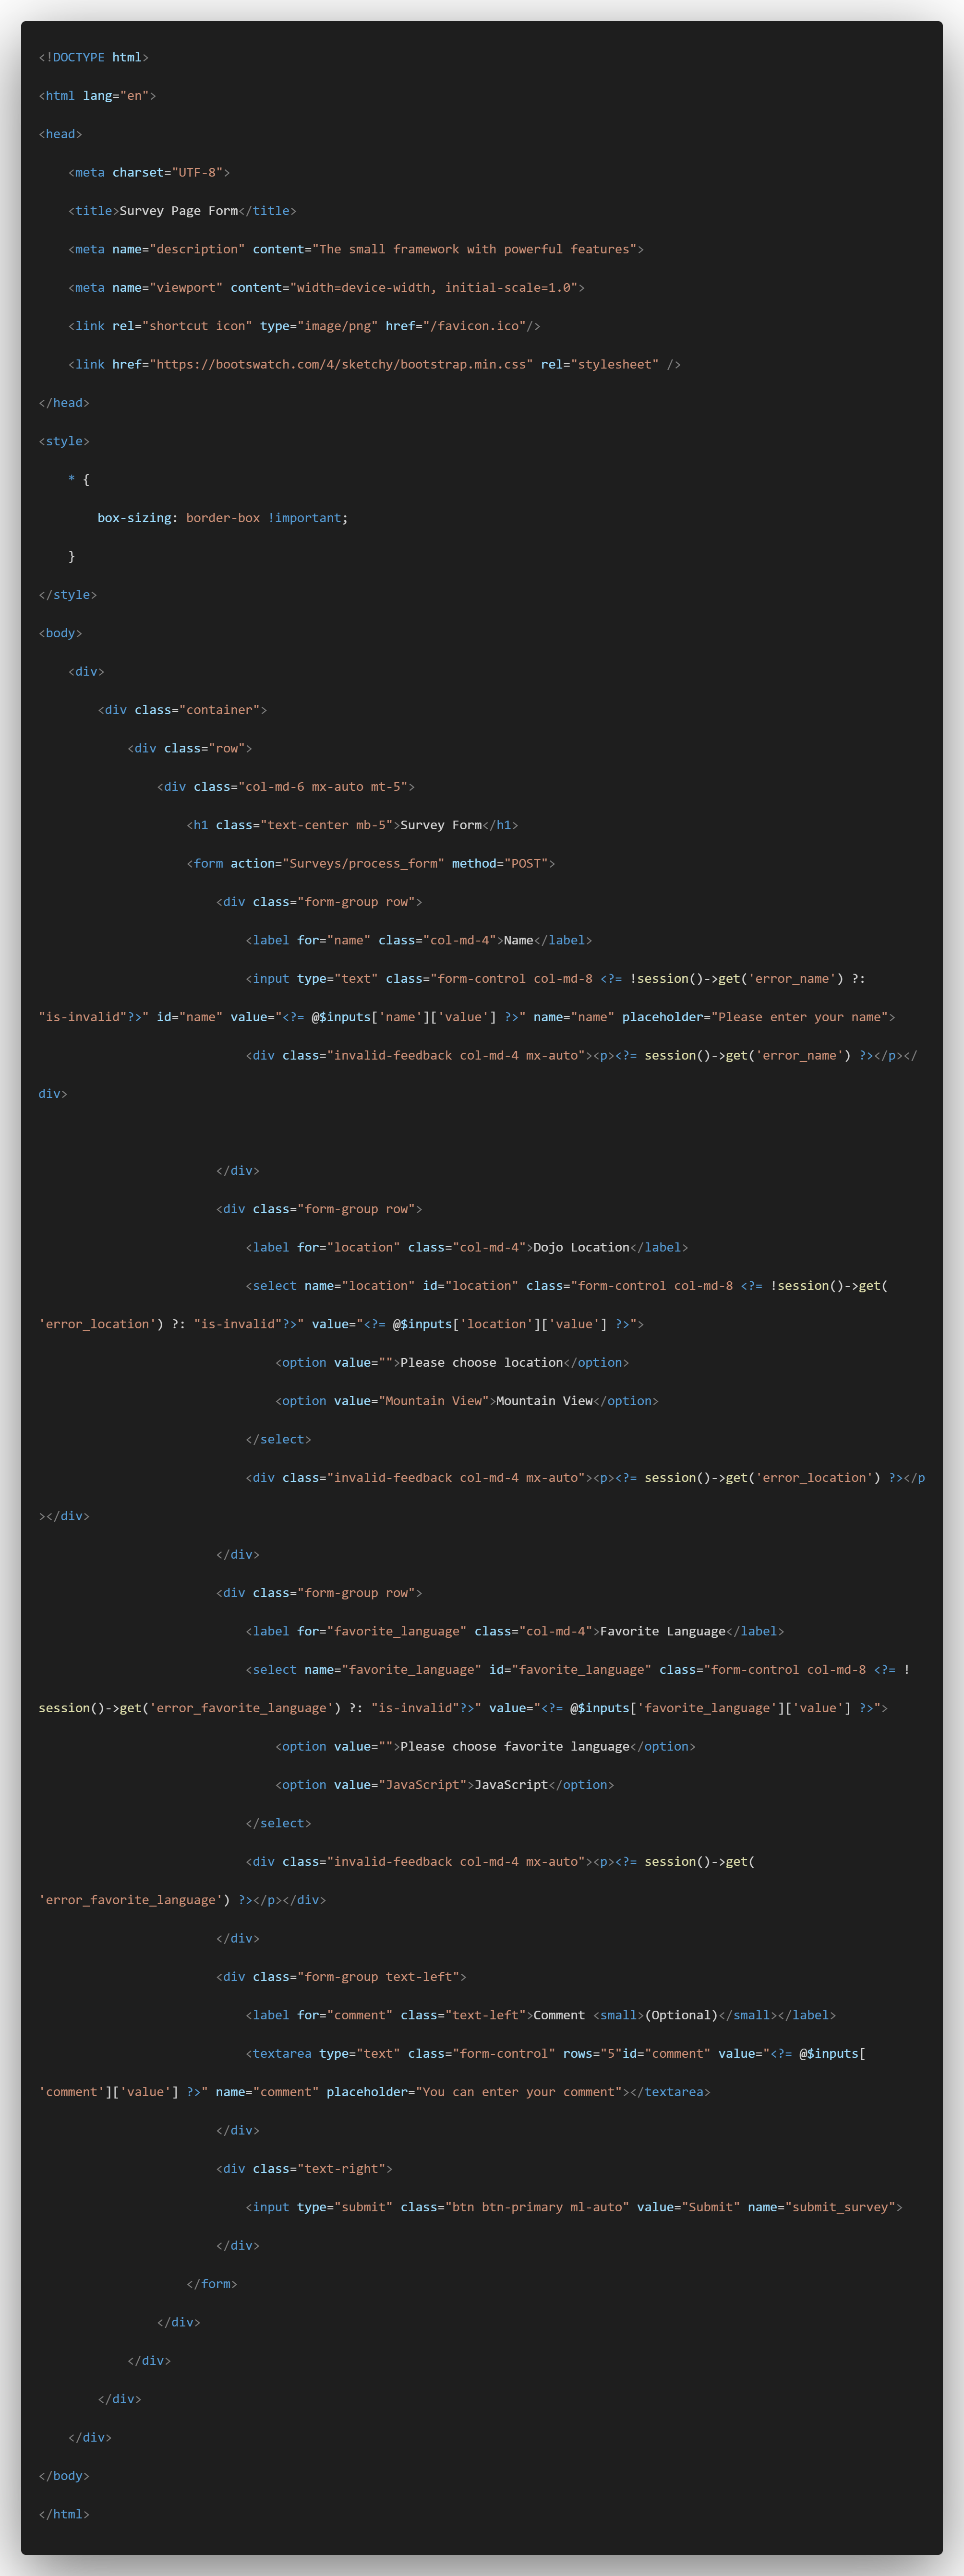 <!DOCTYPE html>
<html lang="en">
<head>
    <meta charset="UTF-8">
    <title>Survey Page Form</title>
    <meta name="description" content="The small framework with powerful features">
    <meta name="viewport" content="width=device-width, initial-scale=1.0">
    <link rel="shortcut icon" type="image/png" href="/favicon.ico"/>
    <link href="https://bootswatch.com/4/sketchy/bootstrap.min.css" rel="stylesheet" />
</head>
<style>
    * {
        box-sizing: border-box !important;
    }
</style>
<body>
    <div>
        <div class="container">
            <div class="row">
                <div class="col-md-6 mx-auto mt-5">
                    <h1 class="text-center mb-5">Survey Form</h1>
                    <form action="Surveys/process_form" method="POST">
                        <div class="form-group row">
                            <label for="name" class="col-md-4">Name</label>
                            <input type="text" class="form-control col-md-8 <?= !session()->get('error_name') ?:
"is-invalid"?>" id="name" value="<?= @$inputs['name']['value'] ?>" name="name" placeholder="Please enter your name">
                            <div class="invalid-feedback col-md-4 mx-auto"><p><?= session()->get('error_name') ?></p></
div>
                        </div>
                        <div class="form-group row">
                            <label for="location" class="col-md-4">Dojo Location</label>
                            <select name="location" id="location" class="form-control col-md-8 <?= !session()->get(
'error_location') ?: "is-invalid"?>" value="<?= @$inputs['location']['value'] ?>">
                                <option value="">Please choose location</option>
                                <option value="Mountain View">Mountain View</option>
                            </select>
                            <div class="invalid-feedback col-md-4 mx-auto"><p><?= session()->get('error_location') ?></p
></div>
                        </div>
                        <div class="form-group row">
                            <label for="favorite_language" class="col-md-4">Favorite Language</label>
                            <select name="favorite_language" id="favorite_language" class="form-control col-md-8 <?= !
session()->get('error_favorite_language') ?: "is-invalid"?>" value="<?= @$inputs['favorite_language']['value'] ?>">
                                <option value="">Please choose favorite language</option>
                                <option value="JavaScript">JavaScript</option>
                            </select>
                            <div class="invalid-feedback col-md-4 mx-auto"><p><?= session()->get(
'error_favorite_language') ?></p></div>
                        </div>
                        <div class="form-group text-left">
                            <label for="comment" class="text-left">Comment <small>(Optional)</small></label>
                            <textarea type="text" class="form-control" rows="5"id="comment" value="<?= @$inputs[
'comment']['value'] ?>" name="comment" placeholder="You can enter your comment"></textarea>
                        </div>
                        <div class="text-right">
                            <input type="submit" class="btn btn-primary ml-auto" value="Submit" name="submit_survey">
                        </div>
                    </form>
                </div>
            </div>
        </div>
    </div>
</body>
</html>